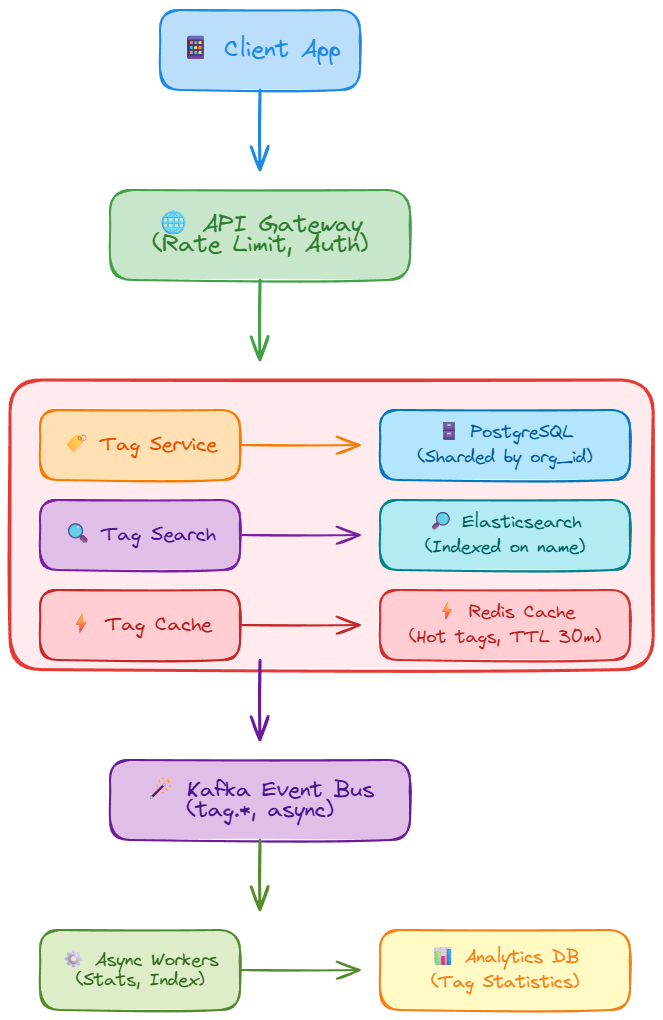 Client App
API Gateway
(Rate Limit, Auth)
Tag Service
PostgreSQL
(Sharded by org_id)
Tag Search
Elasticsearch
(Indexed on name)
Tag Cache
Redis Cache
(Hot tags, TTL 30m)
Kafka Event Bus
(tag.*, async)
Async Workers
(Stats, Index)
Analytics DB
(Tag Statistics)